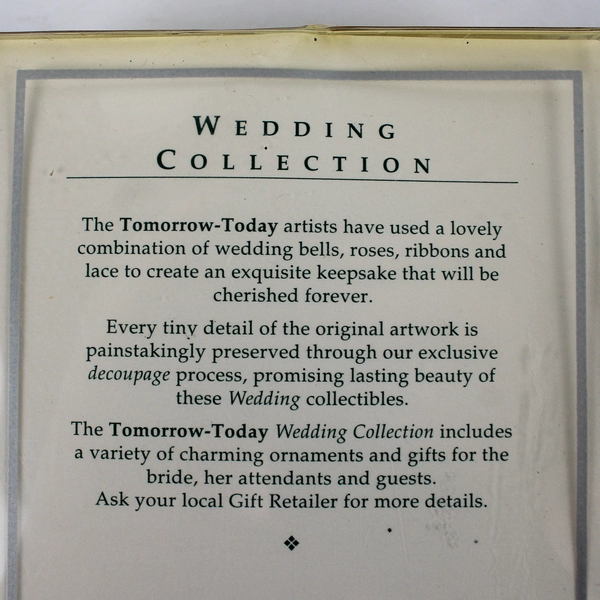 WEDDING
COLLECTION
The Tomorrow-Today artists have used a lovely
combination of wedding bells, roses, ribbons and
lace to create an exquisite keepsake that will be
cherished forever.
Every tiny detail of the original artwork is
painstakingly preserved through our exclusive
decoupage process, promising lasting beauty of
these Wedding collectibles.
The Tomorrow-Today Wedding Collection includes
a variety of charming ornaments and gifts for the
bride, her attendants and guests.
Ask your local Gift Retailer for more details.